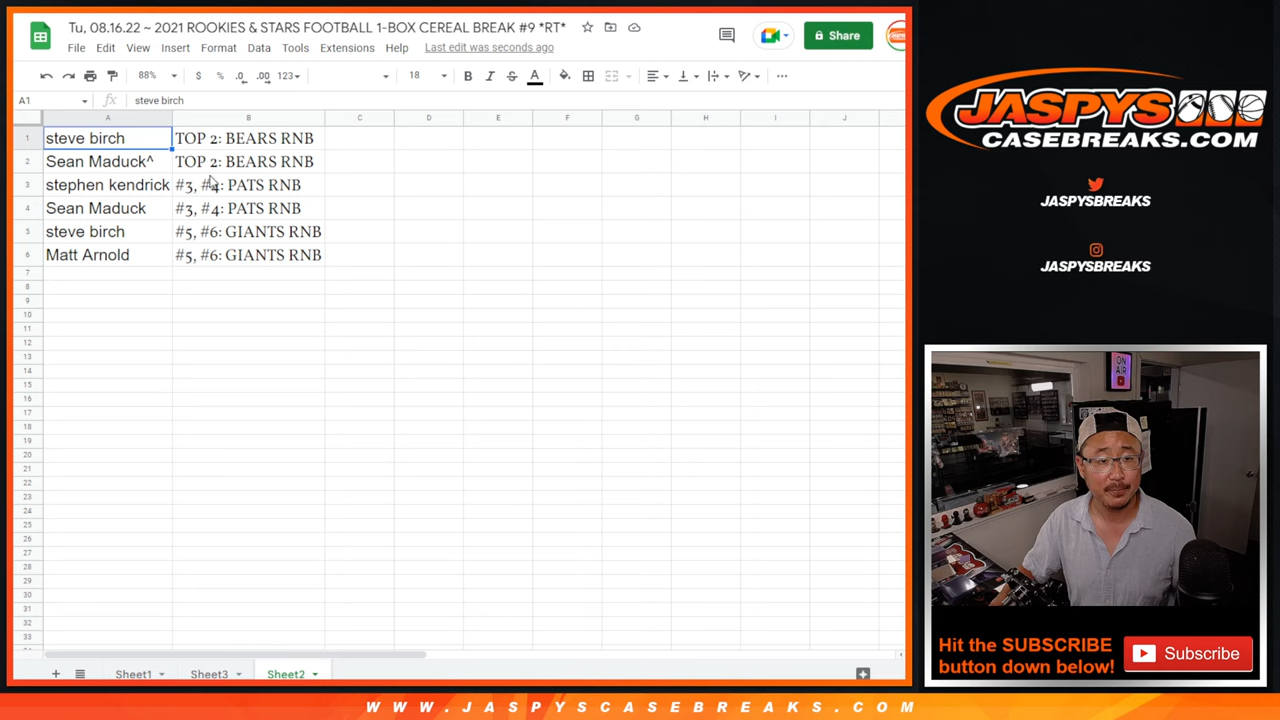 Tu, 08.16.22 ~ 2021 ROOKIES & STARS FOOTBALL 1-BOX CEREAL BREAK #9 *RT*
File Edit View Insert Format Data Tools Extensions Help Last edit was seconds ago
Share
88% $ % .0 .00 123 18 B I S A
A1 fx steve birch
A B C D E F G H I J
1 steve birch TOP 2: BEARS RNB
2 Sean Maduck^ TOP 2: BEARS RNB
3 stephen kendrick #3, #4: PATS RNB
4 Sean Maduck #3, #4: PATS RNB
5 steve birch #5, #6: GIANTS RNB
6 Matt Arnold #5, #6: GIANTS RNB
7
8
9
10
11
12
13
14
15
16
17
18
19
20
21
22
23
24
25
26
27
28
29
30
31
32
33
Sheet1 Sheet3 Sheet2
JASPYS
CASEBREAKS.COM
JASPYSBREAKS
JASPYSBREAKS
ON
AIR
Hit the SUBSCRIBE
button down below!
Subscribe
WWW.JASPYSCASEBREAKS.COM